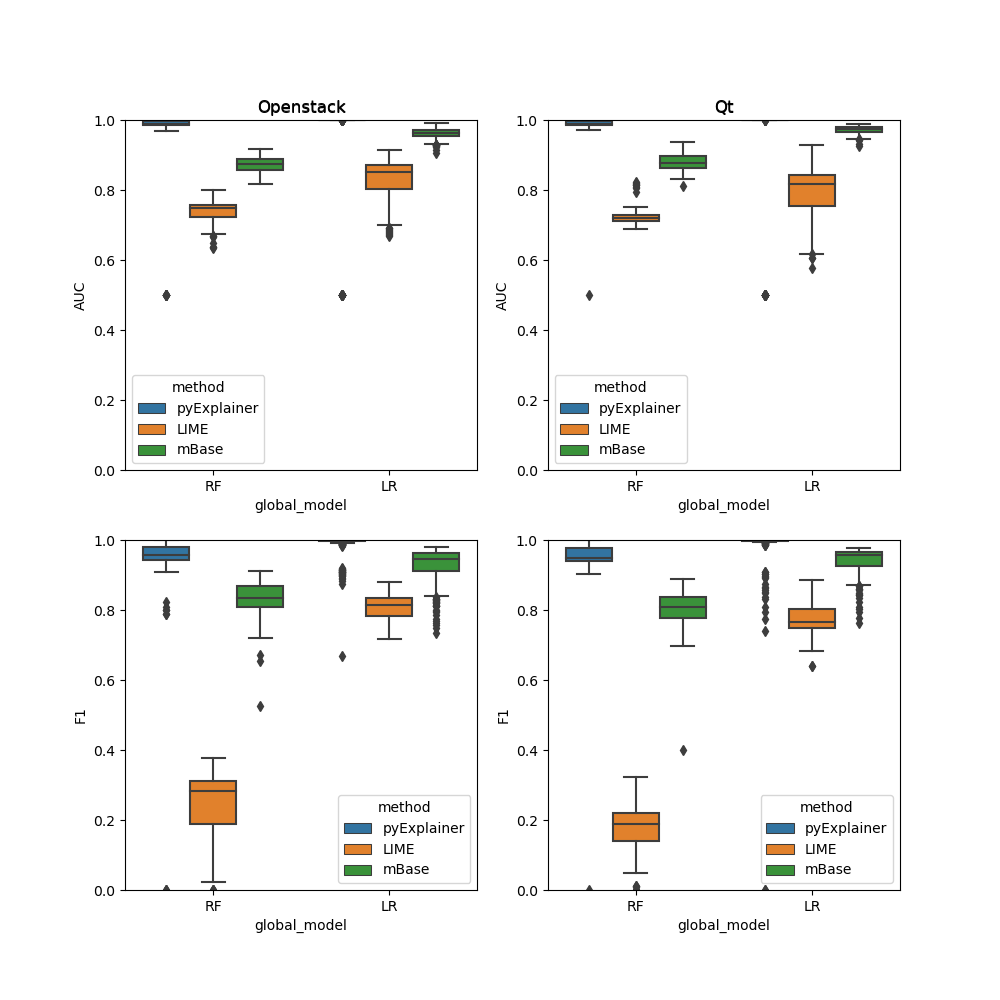 Openstack
1.0
0.8
0.6
0.4
0.2
0.0
AUC
method
pyExplainer
LIME
mBase
RF
LR
global_model
Qt
1.0
0.8
0.6
0.4
0.2
0.0
AUC
method
pyExplainer
LIME
mBase
RF
LR
global_model
1.0
0.8
0.6
0.4
0.2
0.0
F1
method
pyExplainer
LIME
mBase
RF
LR
global_model
1.0
0.8
0.6
0.4
0.2
0.0
F1
method
pyExplainer
LIME
mBase
RF
LR
global_model